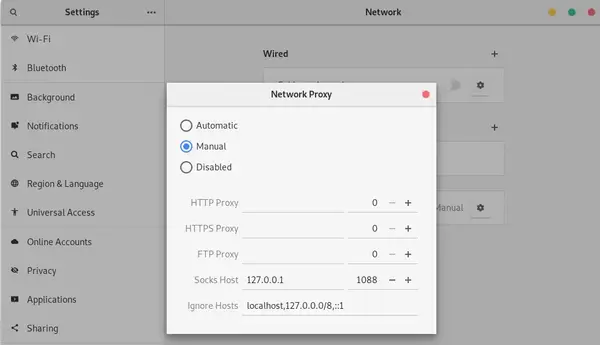 Settings
Network
Wi-Fi
Bluetooth
Background
Notifications
Search
Region & Language
Universal Access
Online Accounts
Privacy
Applications
Sharing
Wired
Manual
Network Proxy
Automatic
Manual
Disabled
HTTP Proxy 0
HTTPS Proxy 0
FTP Proxy 0
Socks Host 127.0.0.1 1088
Ignore Hosts localhost,127.0.0.0/8,::1